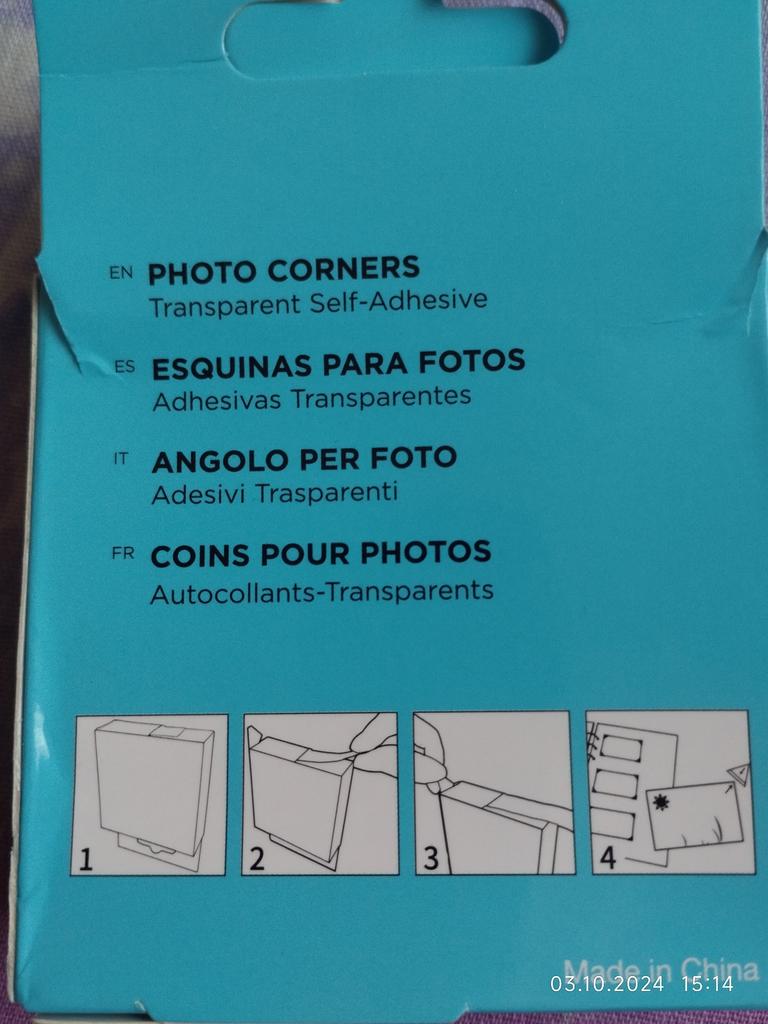 EN PHOTO CORNERS
Transparent Self-Adhesive
ES ESQUINAS PARA FOTOS
Adhesivas Transparentes
IT ANGOLO PER FOTO
Adesivi Trasparenti
FR COINS POUR PHOTOS
Autocollants-Transparents
1 2 3 4
Made in China
03.10.2024 15:14